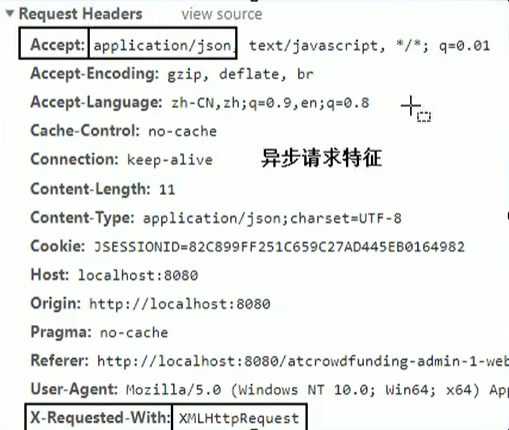 Request Headers view source
Accept: application/json, text/javascript, */*; q=0.01
Accept-Encoding: gzip, deflate, br
Accept-Language: zh-CN,zh;q=0.9,en;q=0.8
Cache-Control: no-cache
Connection: keep-alive 异步请求特征
Content-Length: 11
Content-Type: application/json;charset=UTF-8
Cookie: JSESSIONID=82C899FF251C659C27AD445EB0164982
Host: localhost:8080
Origin: http://localhost:8080
Pragma: no-cache
Referer: http://localhost:8080/atcrowdfunding-admin-1-web
User-Agent: Mozilla/5.0 (Windows NT 10.0; Win64; x64) App
X-Requested-With: XMLHttpRequest